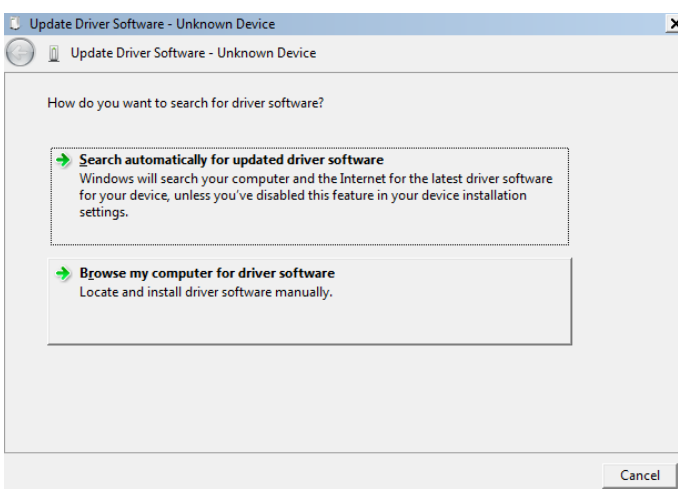 Update Driver Software - Unknown Device
Update Driver Software - Unknown Device
How do you want to search for driver software?
Search automatically for updated driver software
Windows will search your computer and the Internet for the latest driver software
for your device, unless you've disabled this feature in your device installation
settings.
Browse my computer for driver software
Locate and install driver software manually.
Cancel